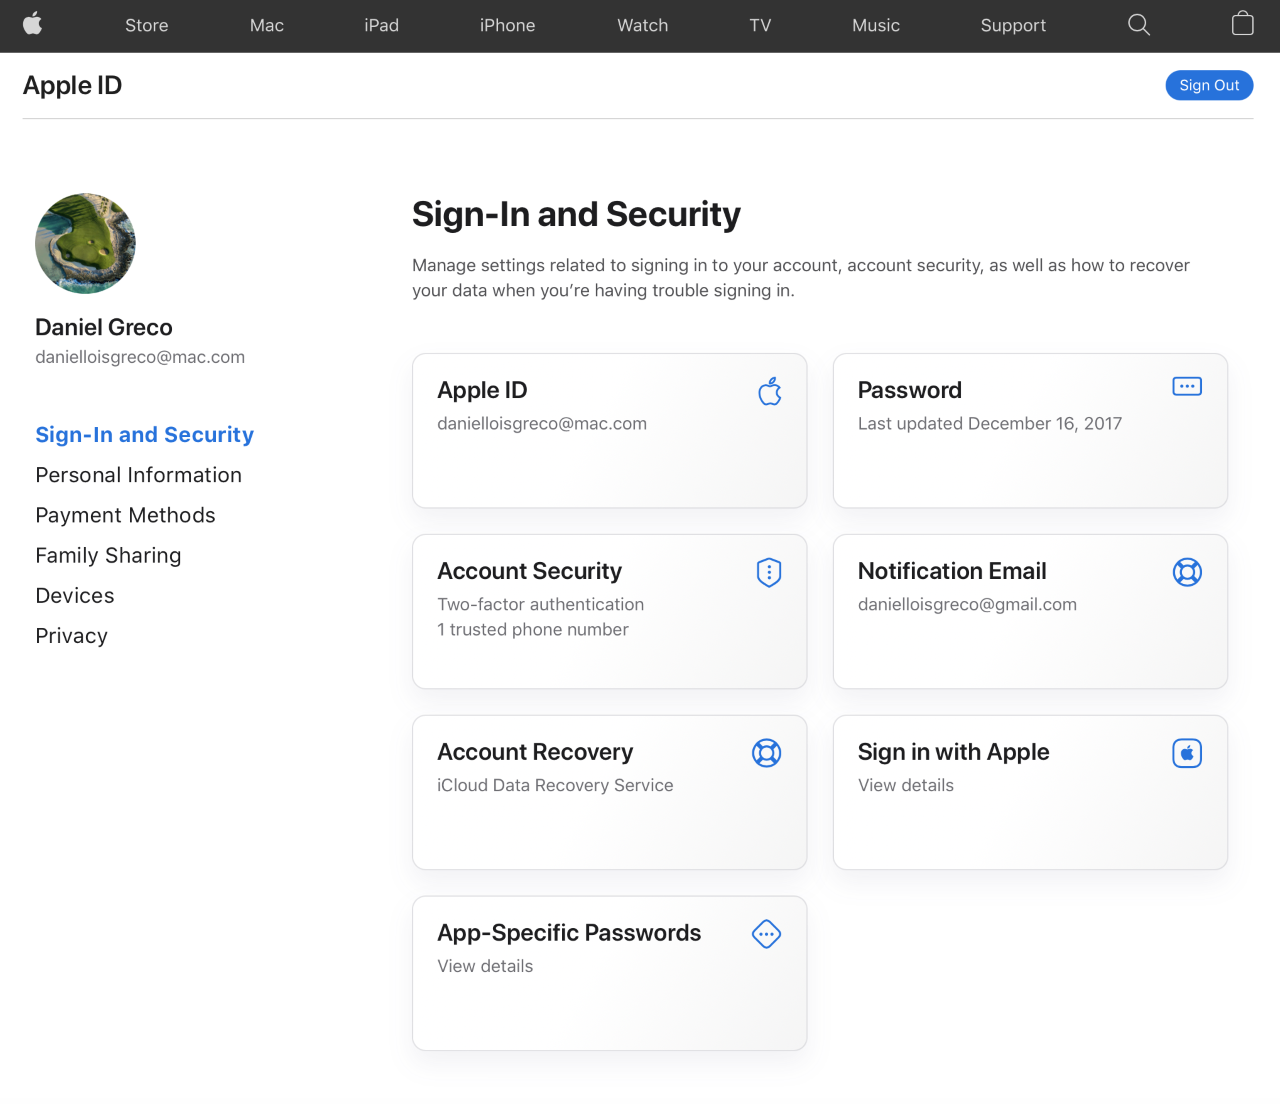 Store Mac iPad iPhone Watch TV Music Support
Apple ID
Sign Out
Daniel Greco
danielloisgreco@mac.com
Sign-In and Security
Personal Information
Payment Methods
Family Sharing
Devices
Privacy
Sign-In and Security
Manage settings related to signing in to your account, account security, as well as how to recover
your data when you’re having trouble signing in.
Apple ID
danielloisgreco@mac.com
Password
Last updated December 16, 2017
Account Security
Two-factor authentication
1 trusted phone number
Notification Email
danielloisgreco@gmail.com
Account Recovery
iCloud Data Recovery Service
Sign in with Apple
View details
App-Specific Passwords
View details